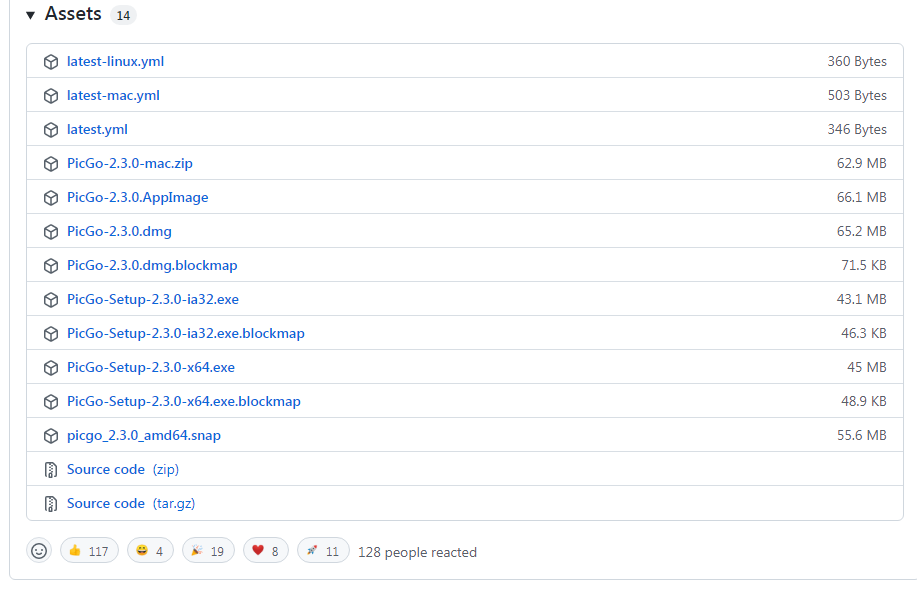 Assets 14
latest-linux.yml 360 Bytes
latest-mac.yml 503 Bytes
latest.yml 346 Bytes
PicGo-2.3.0-mac.zip 62.9 MB
PicGo-2.3.0.AppImage 66.1 MB
PicGo-2.3.0.dmg 65.2 MB
PicGo-2.3.0.dmg.blockmap 71.5 KB
PicGo-Setup-2.3.0-ia32.exe 43.1 MB
PicGo-Setup-2.3.0-ia32.exe.blockmap 46.3 KB
PicGo-Setup-2.3.0-x64.exe 45 MB
PicGo-Setup-2.3.0-x64.exe.blockmap 48.9 KB
picgo_2.3.0_amd64.snap 55.6 MB
Source code (zip)
Source code (tar.gz)
117 4 19 8 11 128 people reacted